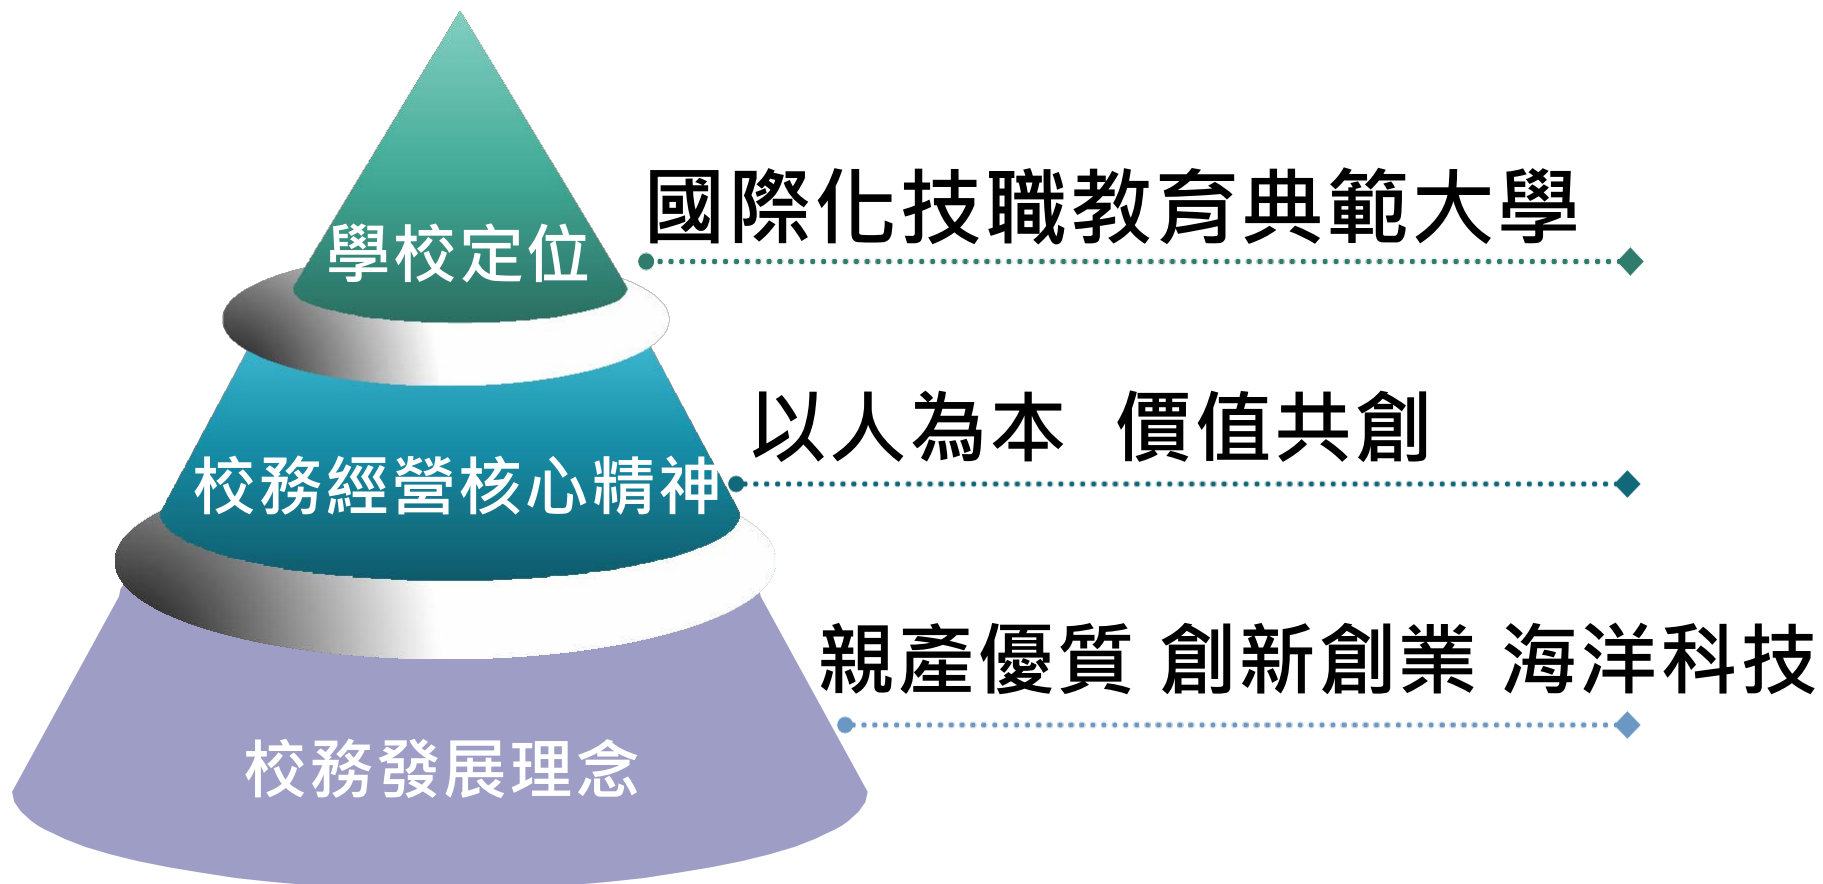 國際化技職教育典範大學
學校定位
以人為本 價值共創
校務經營核心精神
親產優質 創新創業 海洋科技
校務發展理念